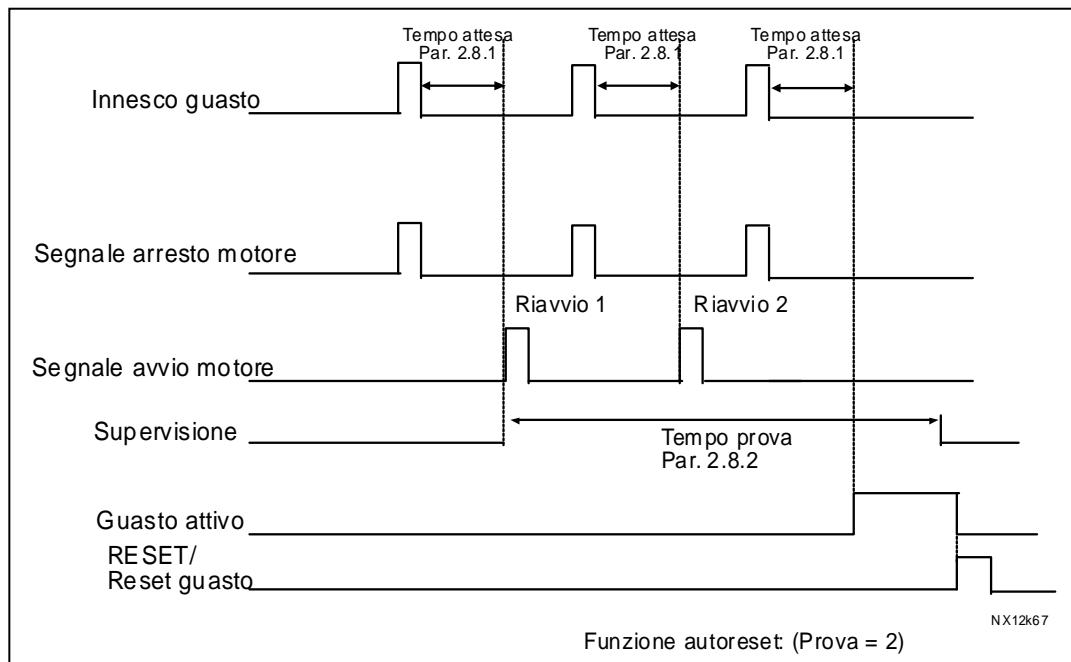 Tempo attesa
Par. 2.8.1
Tempo attesa
Par. 2.8.1
Tempo attesa
Par. 2.8.1
Innesco guasto
Segnale arresto motore
Riavvio 1
Riavvio 2
Segnale avvio motore
Supervisione
Tempo prova
Par. 2.8.2
Guasto attivo
RESET/
Reset guasto
NX12k67
Funzione autoreset: (Prova = 2)